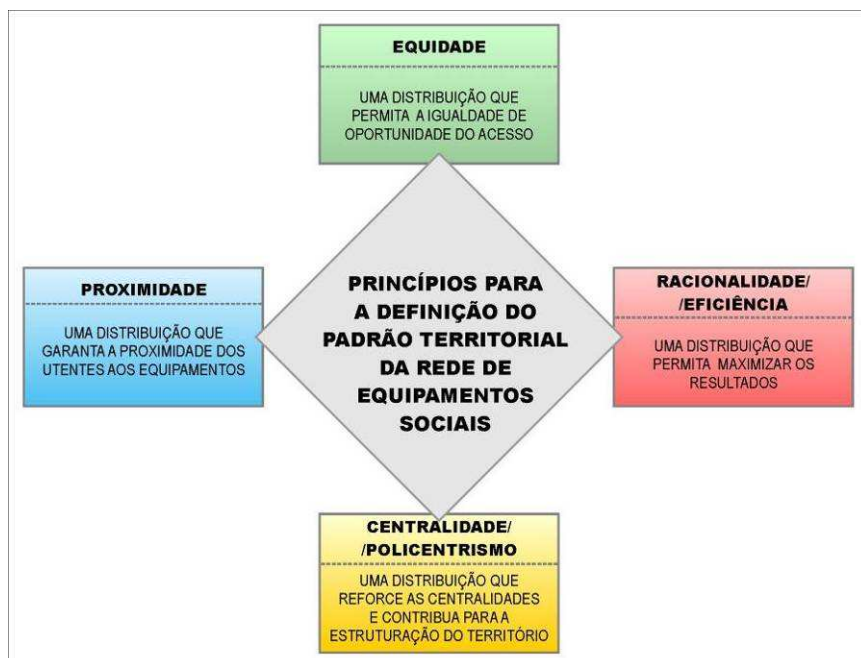 EQUIDADE
UMA DISTRIBUIÇÃO QUE
PERMITA A IGUALDADE DE
OPORTUNIDADE DO ACESSO
PROXIMIDADE
UMA DISTRIBUIÇÃO QUE
GARANTA A PROXIMIDADE DOS
UTENTES AOS EQUIPAMENTOS
PRINCÍPIOS PARA
A DEFINIÇÃO DO
PADRÃO TERRITORIAL
DA REDE DE
EQUIPAMENTOS
SOCIAIS
RACIONALIDADE/
/EFICIÊNCIA
UMA DISTRIBUIÇÃO QUE
PERMITA MAXIMIZAR OS
RESULTADOS
CENTRALIDADE/
/POLICENTRISMO
UMA DISTRIBUIÇÃO QUE
REFORCE AS CENTRALIDADES
E CONTRIBUA PARA A
ESTRUTURAÇÃO DO TERRITÓRIO